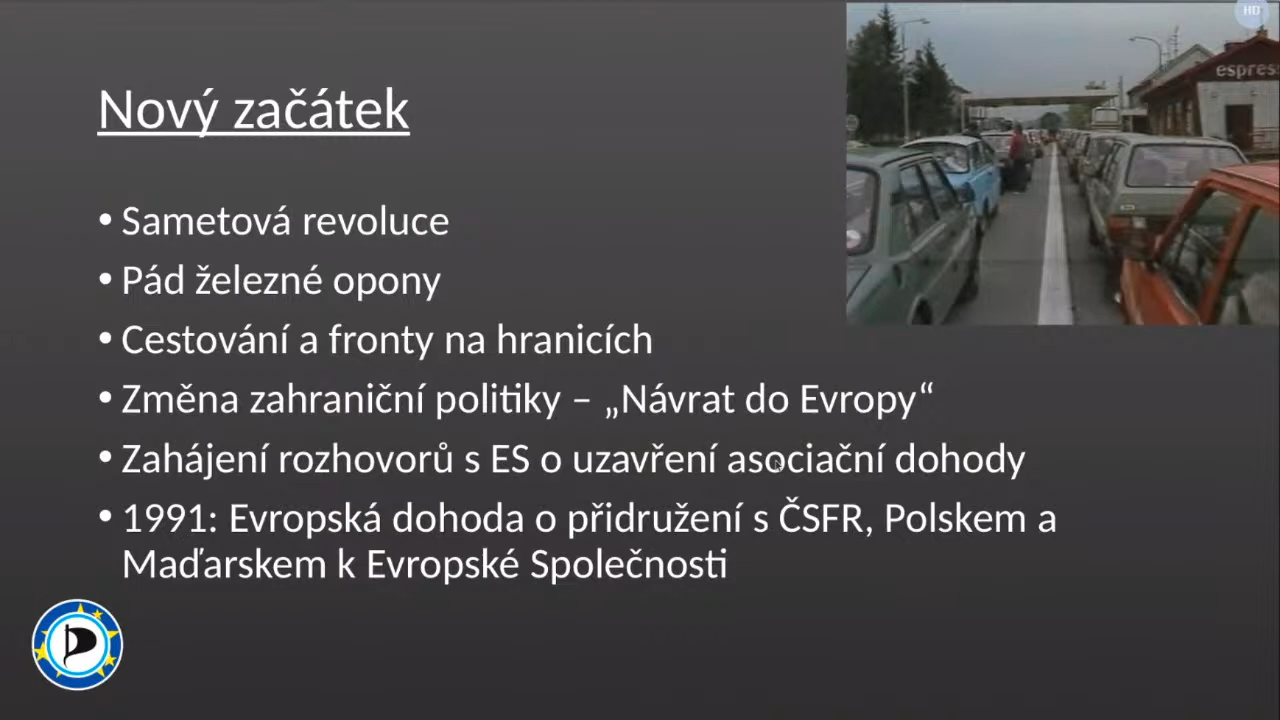 HD
espres
Nový začátek
• Sametová revoluce
• Pád železné opony
• Cestování a fronty na hranicích
• Změna zahraniční politiky – „Návrat do Evropy“
• Zahájení rozhovorů s ES o uzavření asociační dohody
• 1991: Evropská dohoda o přidružení s ČSFR, Polskem a
Maďarskem k Evropské Společnosti